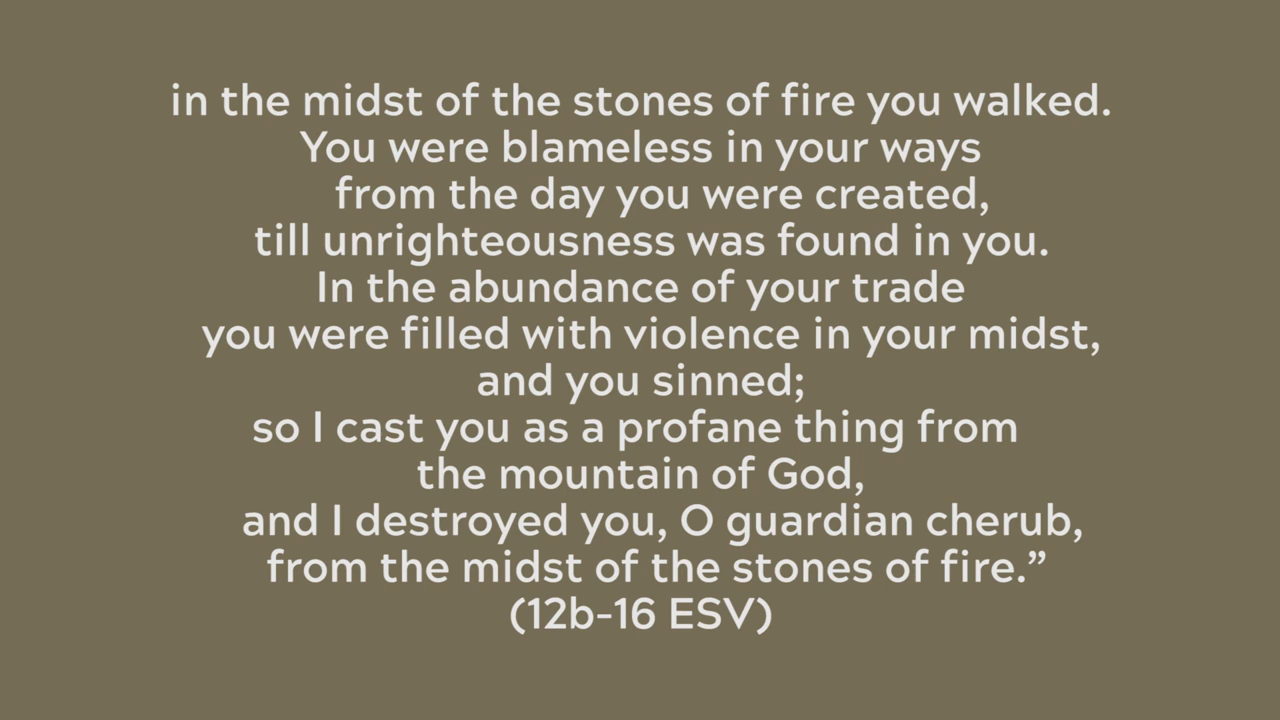 in the midst of the stones of fire you walked.
You were blameless in your ways
from the day you were created,
till unrighteousness was found in you.
In the abundance of your trade
you were filled with violence in your midst,
and you sinned;
so I cast you as a profane thing from
the mountain of God,
and I destroyed you, O guardian cherub,
from the midst of the stones of fire.”
(12b-16 ESV)